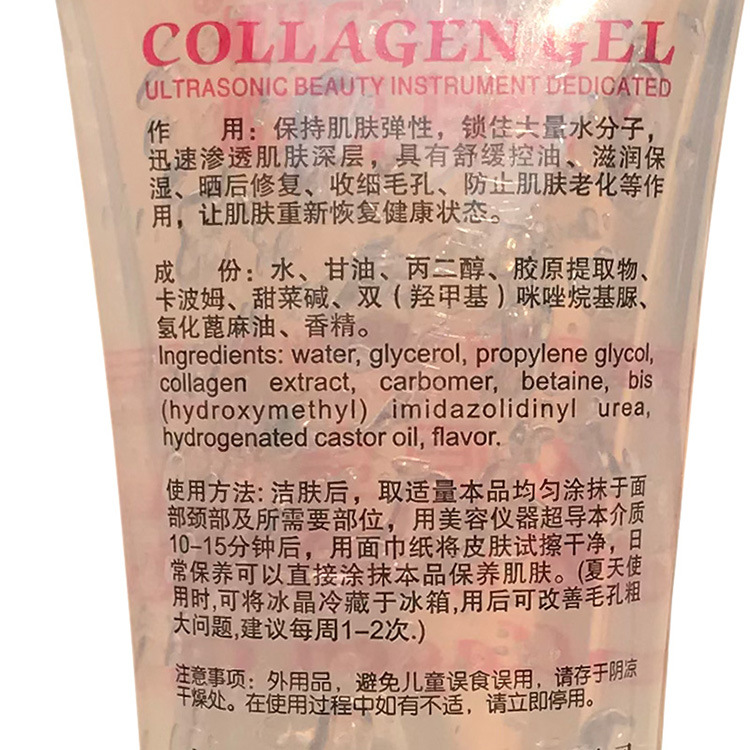 COLLAGEN GEL
ULTRASONIC BEAUTY INSTRUMENT DEDICATED
作 用：保持肌肤弹性，锁住大量水分子，
迅速渗透肌肤深层，具有舒缓控油、滋润保
湿、晒后修复、收缩毛孔、防止肌肤老化等作
用，让肌肤重新恢复健康状态。
成 份：水、甘油、丙二醇、胶原提取物、
卡波姆、甜菜碱、双（羟甲基）咪唑烷基脲、
氢化蓖麻油、香精。
Ingredients: water, glycerol, propylene glycol,
collagen extract, carbomer, betaine, bis
(hydroxymethyl) imidazolidinyl urea,
hydrogenated castor oil, flavor.
使用方法：洁肤后，取适量本品均匀涂抹于面
部颈部及所需要部位，用美容仪器超导本介质
10-15分钟后，用面巾纸将皮肤试擦干净，日
常保养可以直接涂抹本品保养肌肤。(夏天使
用时,可将冰晶冷藏于冰箱,用后可改善毛孔粗
大问题,建议每周1-2次.)
注意事项：外用品，避免儿童误食误用，请存于阴凉
干燥处。在使用过程中如有不适，请立即停用。